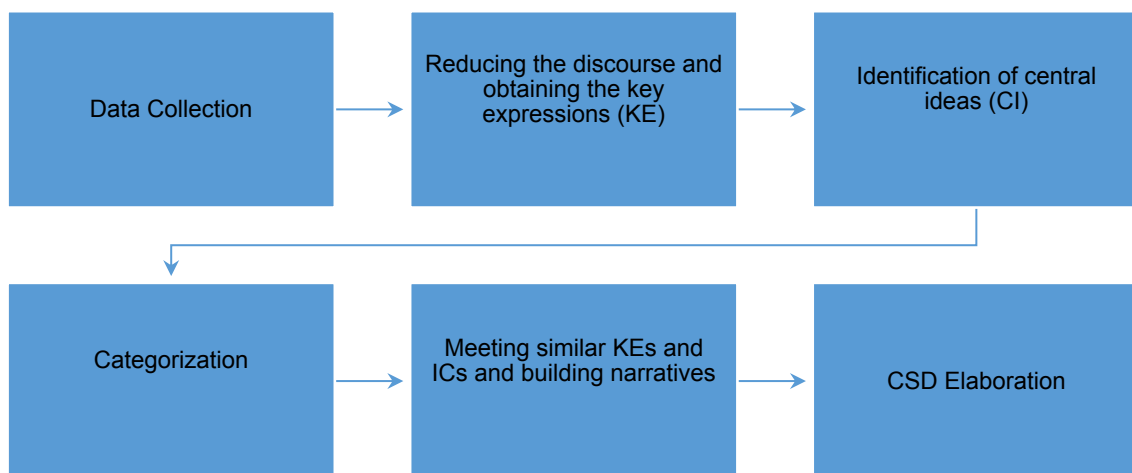 Data Collection
Reducing the discourse and
obtaining the key
expressions (KE)
Identification of central
ideas (CI)
Categorization
Meeting similar KEs and
ICs and building narratives
CSD Elaboration